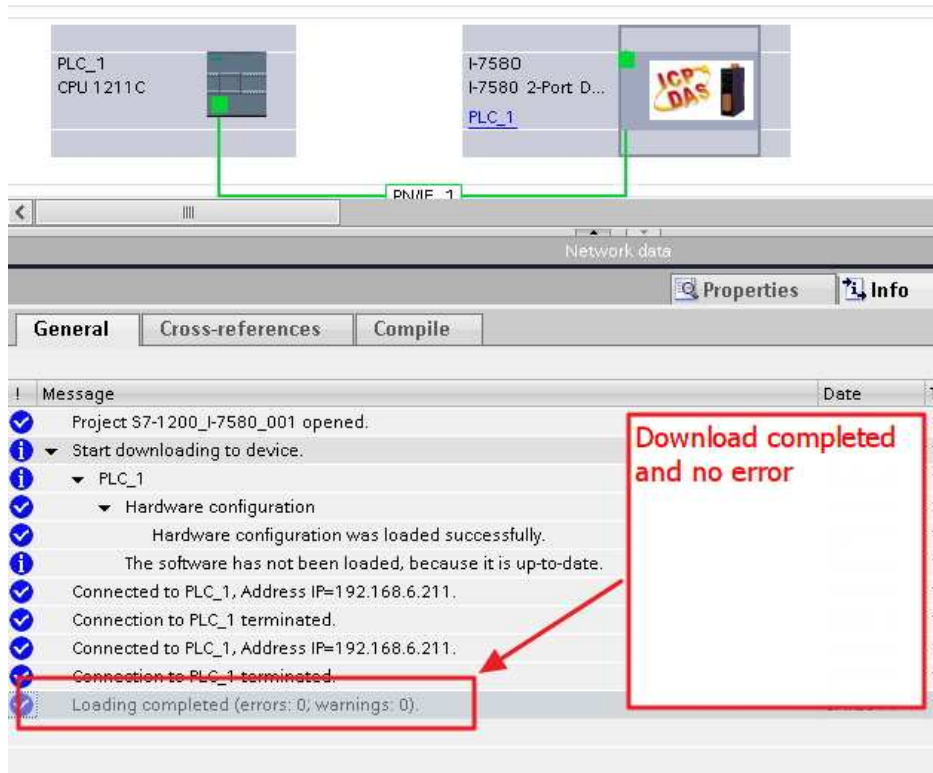 PLC_1
CPU 1211C
I-7580
I-7580 2-Port D...
PLC_1
ICP DAS
PN/IE_1
Network data
Properties
Info
General
Cross-references
Compile
! Message Date
Project S7-1200_I-7580_001 opened.
Start downloading to device.
PLC_1
Hardware configuration
Hardware configuration was loaded successfully.
The software has not been loaded, because it is up-to-date.
Connected to PLC_1, Address IP=192.168.6.211.
Connection to PLC_1 terminated.
Connected to PLC_1, Address IP=192.168.6.211.
Connection to PLC_1 terminated.
Loading completed (errors: 0; warnings: 0).
Download completed
and no error